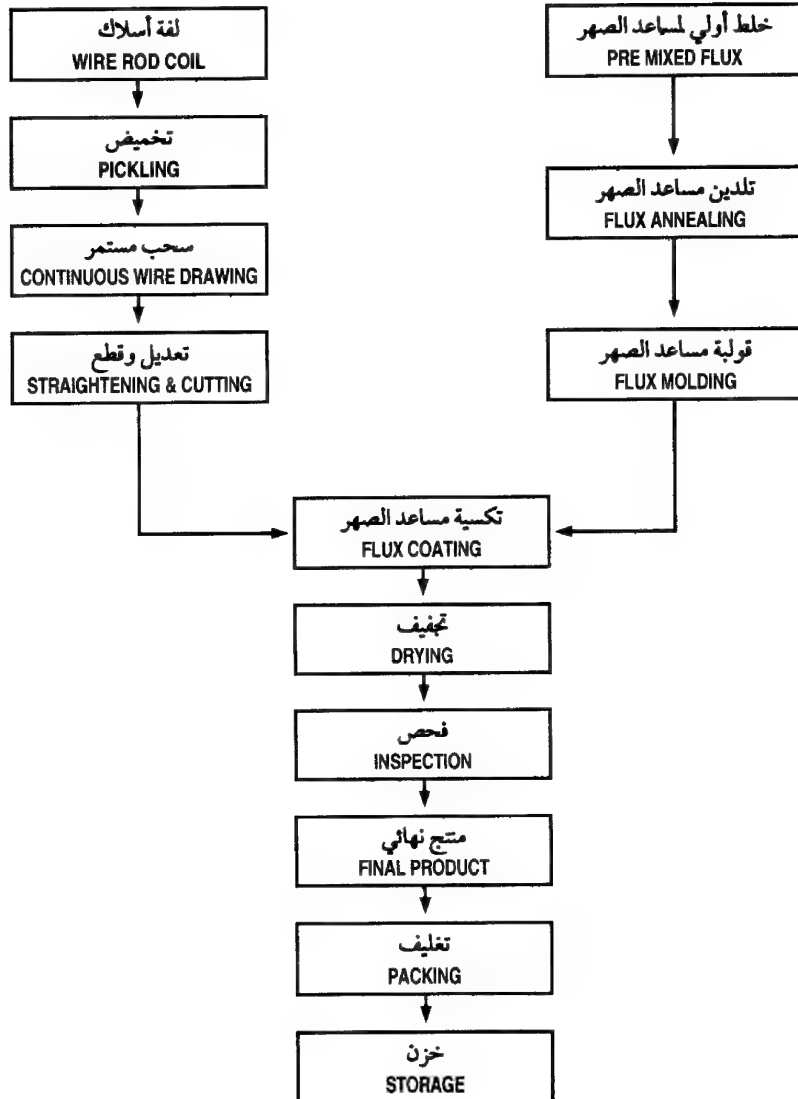 لفة أسلاك
WIRE ROD COIL
تخميض
PICKLING
سحب مستمر
CONTINUOUS WIRE DRAWING
تعديل وقطع
STRAIGHTENING & CUTTING
خلط أولي لمساعد الصهر
PRE MIXED FLUX
تلدين مساعد الصهر
FLUX ANNEALING
قولبة مساعد الصهر
FLUX MOLDING
تكسية مساعد الصهر
FLUX COATING
تجفيف
DRYING
فحص
INSPECTION
منتج نهائي
FINAL PRODUCT
تغليف
PACKING
خزن
STORAGE